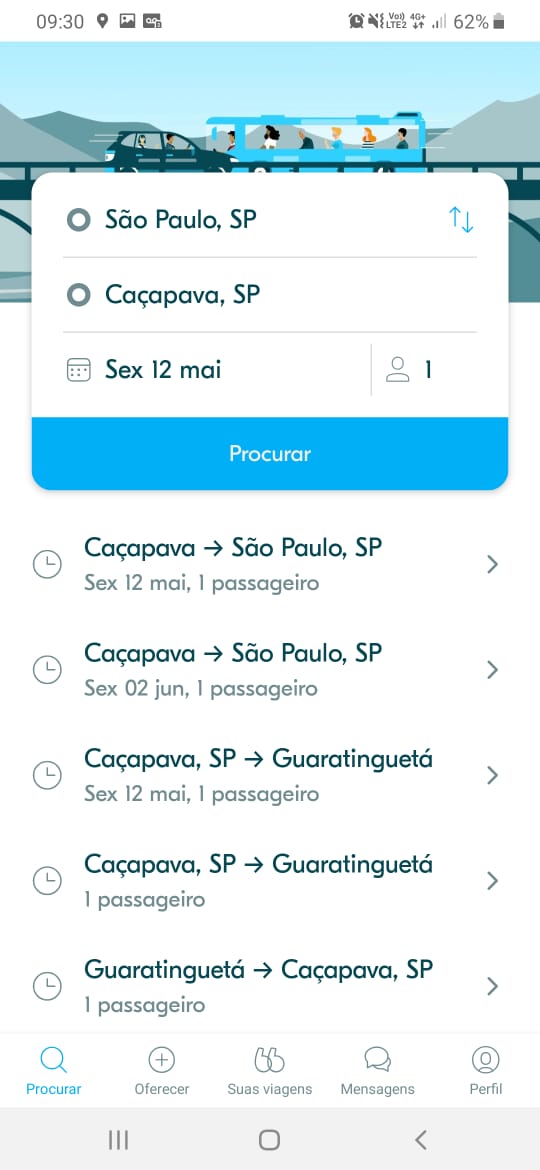 09:30
Vo)) 4G+
LTE2
62%
São Paulo, SP
Caçapava, SP
Sex 12 mai
1
Procurar
Caçapava → São Paulo, SP
Sex 12 mai, 1 passageiro
Caçapava → São Paulo, SP
Sex 02 jun, 1 passageiro
Caçapava, SP → Guaratinguetá
Sex 12 mai, 1 passageiro
Caçapava, SP → Guaratinguetá
1 passageiro
Guaratinguetá → Caçapava, SP
1 passageiro
Procurar
Oferecer
Suas viagens
Mensagens
Perfil